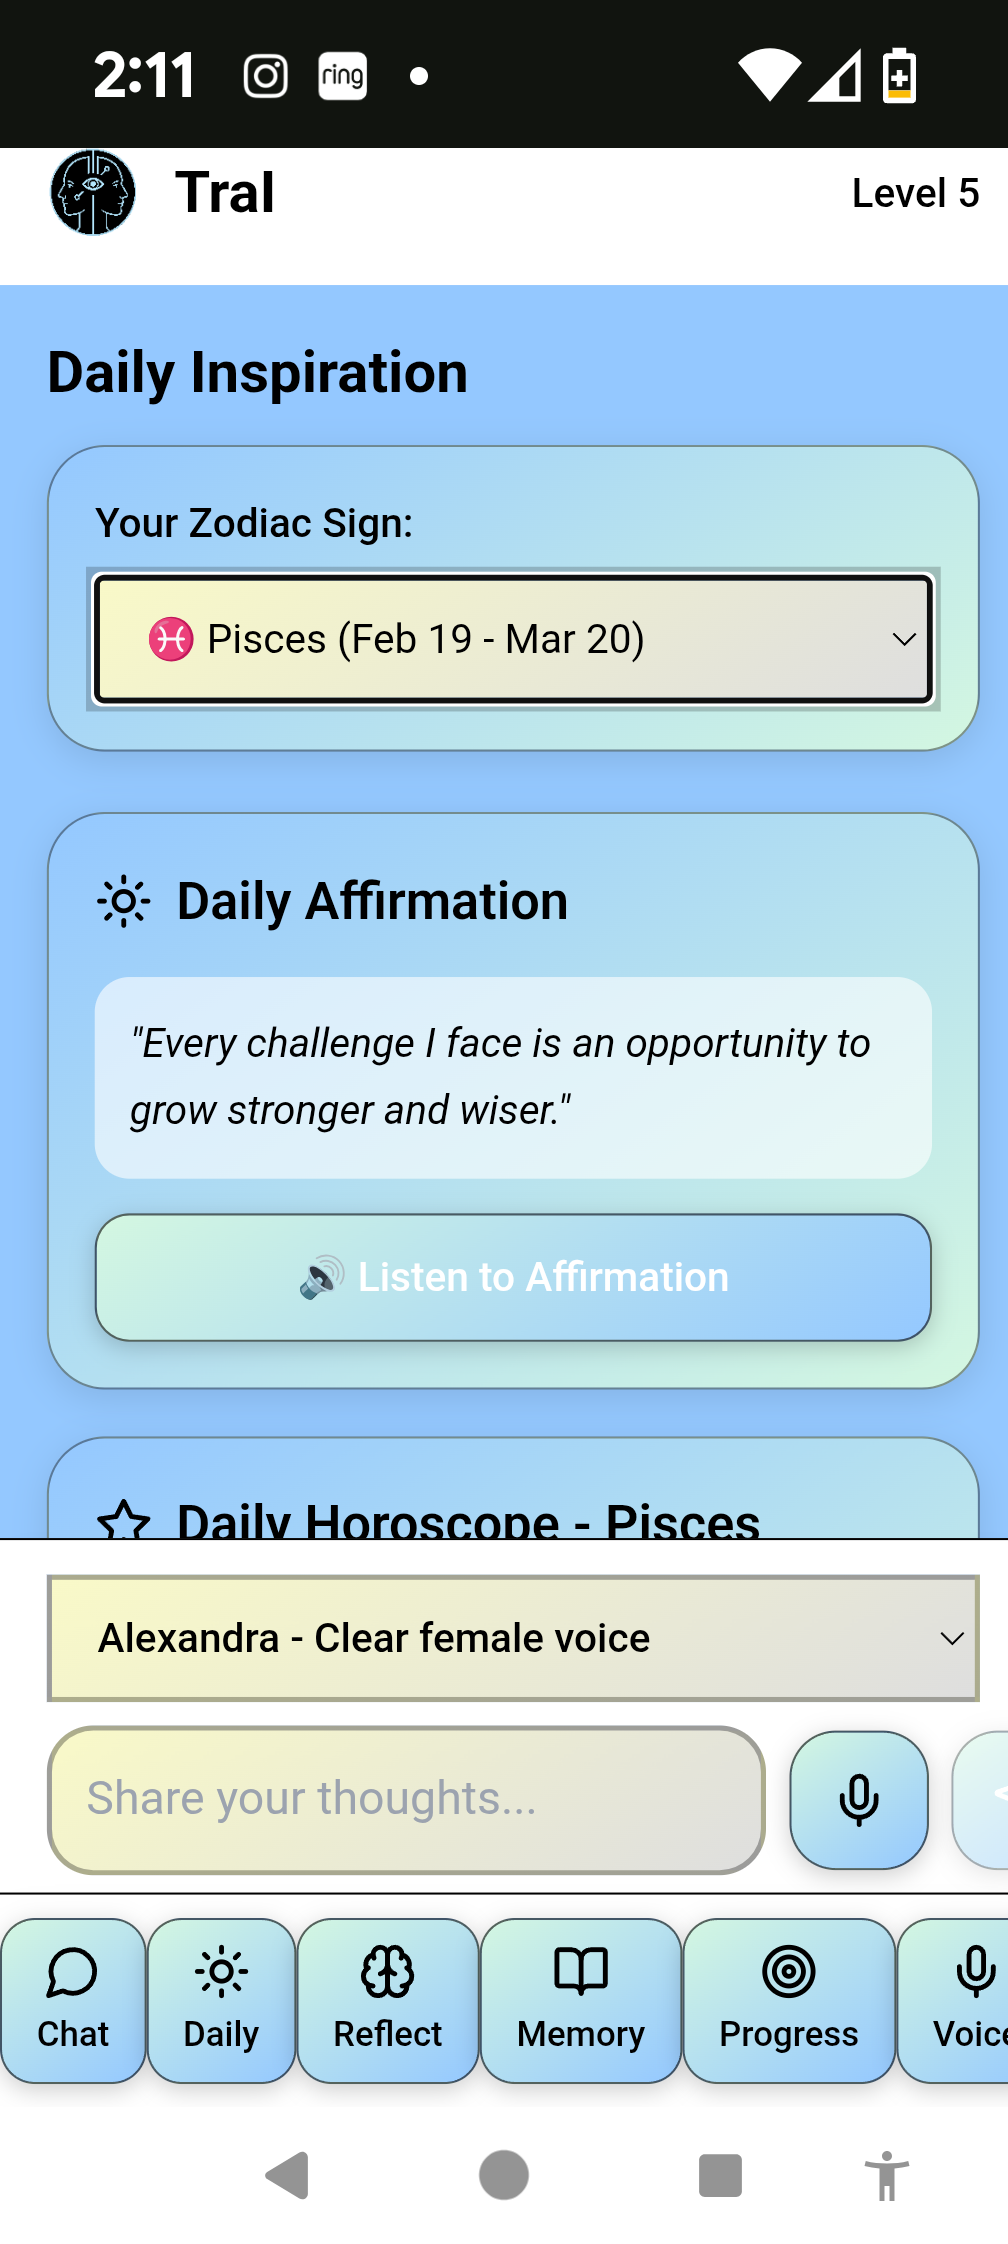 2:11
ring
Tral
Level 5
Daily Inspiration
Your Zodiac Sign:
Pisces (Feb 19 - Mar 20)
Daily Affirmation
"Every challenge I face is an opportunity to
grow stronger and wiser."
Listen to Affirmation
Daily Horoscope - Pisces
Alexandra - Clear female voice
Share your thoughts...
Chat
Daily
Reflect
Memory
Progress
Voice